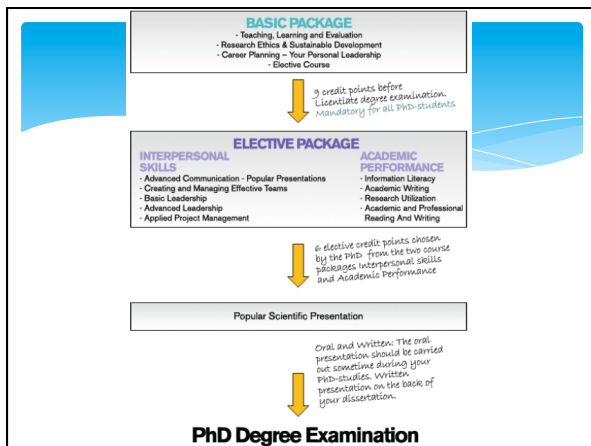 BASIC PACKAGE
- Teaching, Learning and Evaluation
- Research Ethics & Sustainable Development
- Career Planning – Your Personal Leadership
- Elective Course
9 credit points before
Licentiate degree examination.
Mandatory for all PhD-students
ELECTIVE PACKAGE
INTERPERSONAL
SKILLS
- Advanced Communication - Popular Presentations
- Creating and Managing Effective Teams
- Basic Leadership
- Advanced Leadership
- Applied Project Management
ACADEMIC
PERFORMANCE
- Information Literacy
- Academic Writing
- Research Utilization
- Academic and Professional
Reading And Writing
6 elective credit points chosen
by the PhD from the two course
packages Interpersonal skills
and Academic Performance
Popular Scientific Presentation
Oral and Written: The oral
presentation should be carried
out sometime during your
PhD-studies. Written
presentation on the back of
your dissertation.
PhD Degree Examination